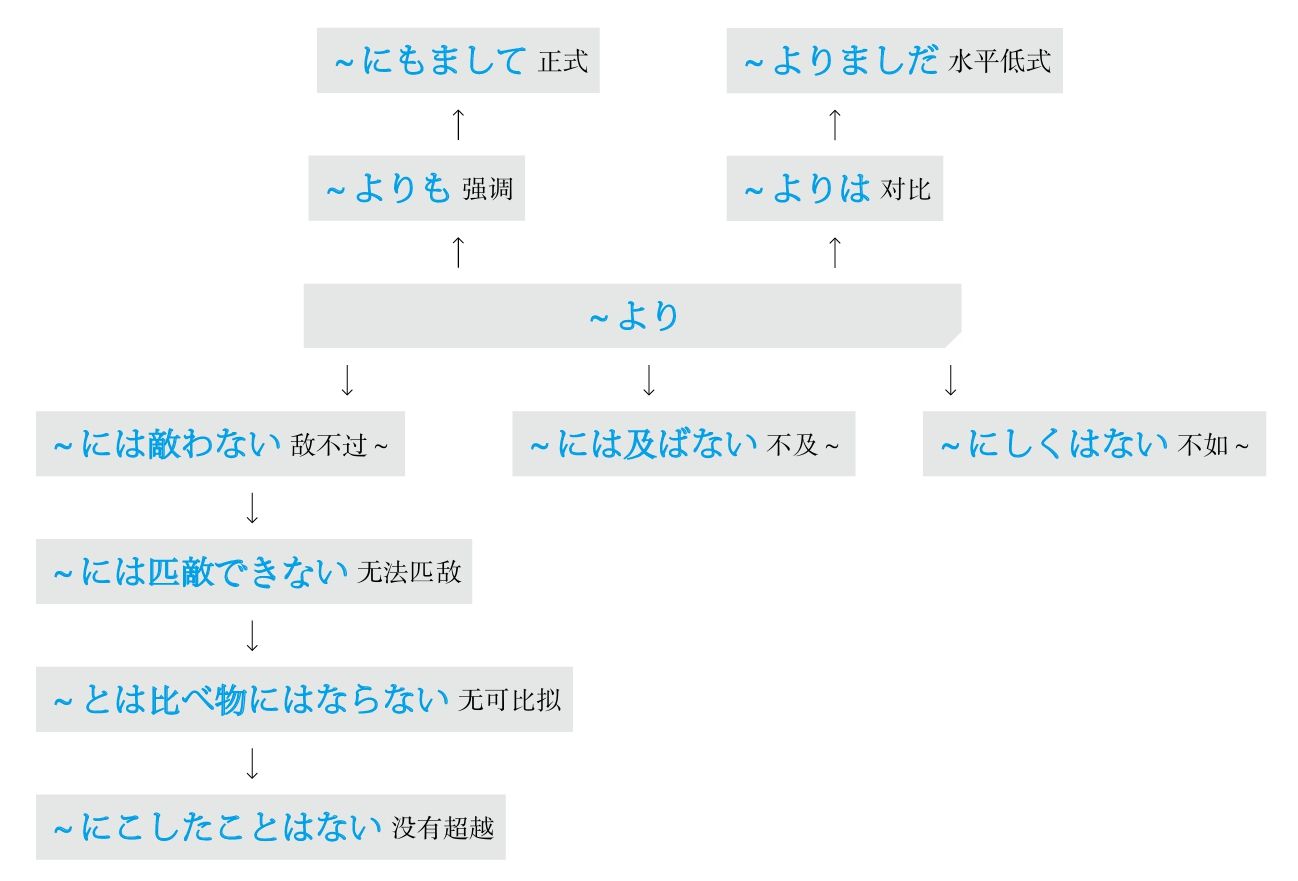 ~にもまして 正式
~よりましだ 水平低式
~よりも 强调
~よりは 对比
~より
~には敵わない 敌不过~
~には及ばない 不及~
~にしくはない 不如~
~には匹敵できない 无法匹敌
~とは比べ物にはならない 无可比拟
~にこしたことはない 没有超越